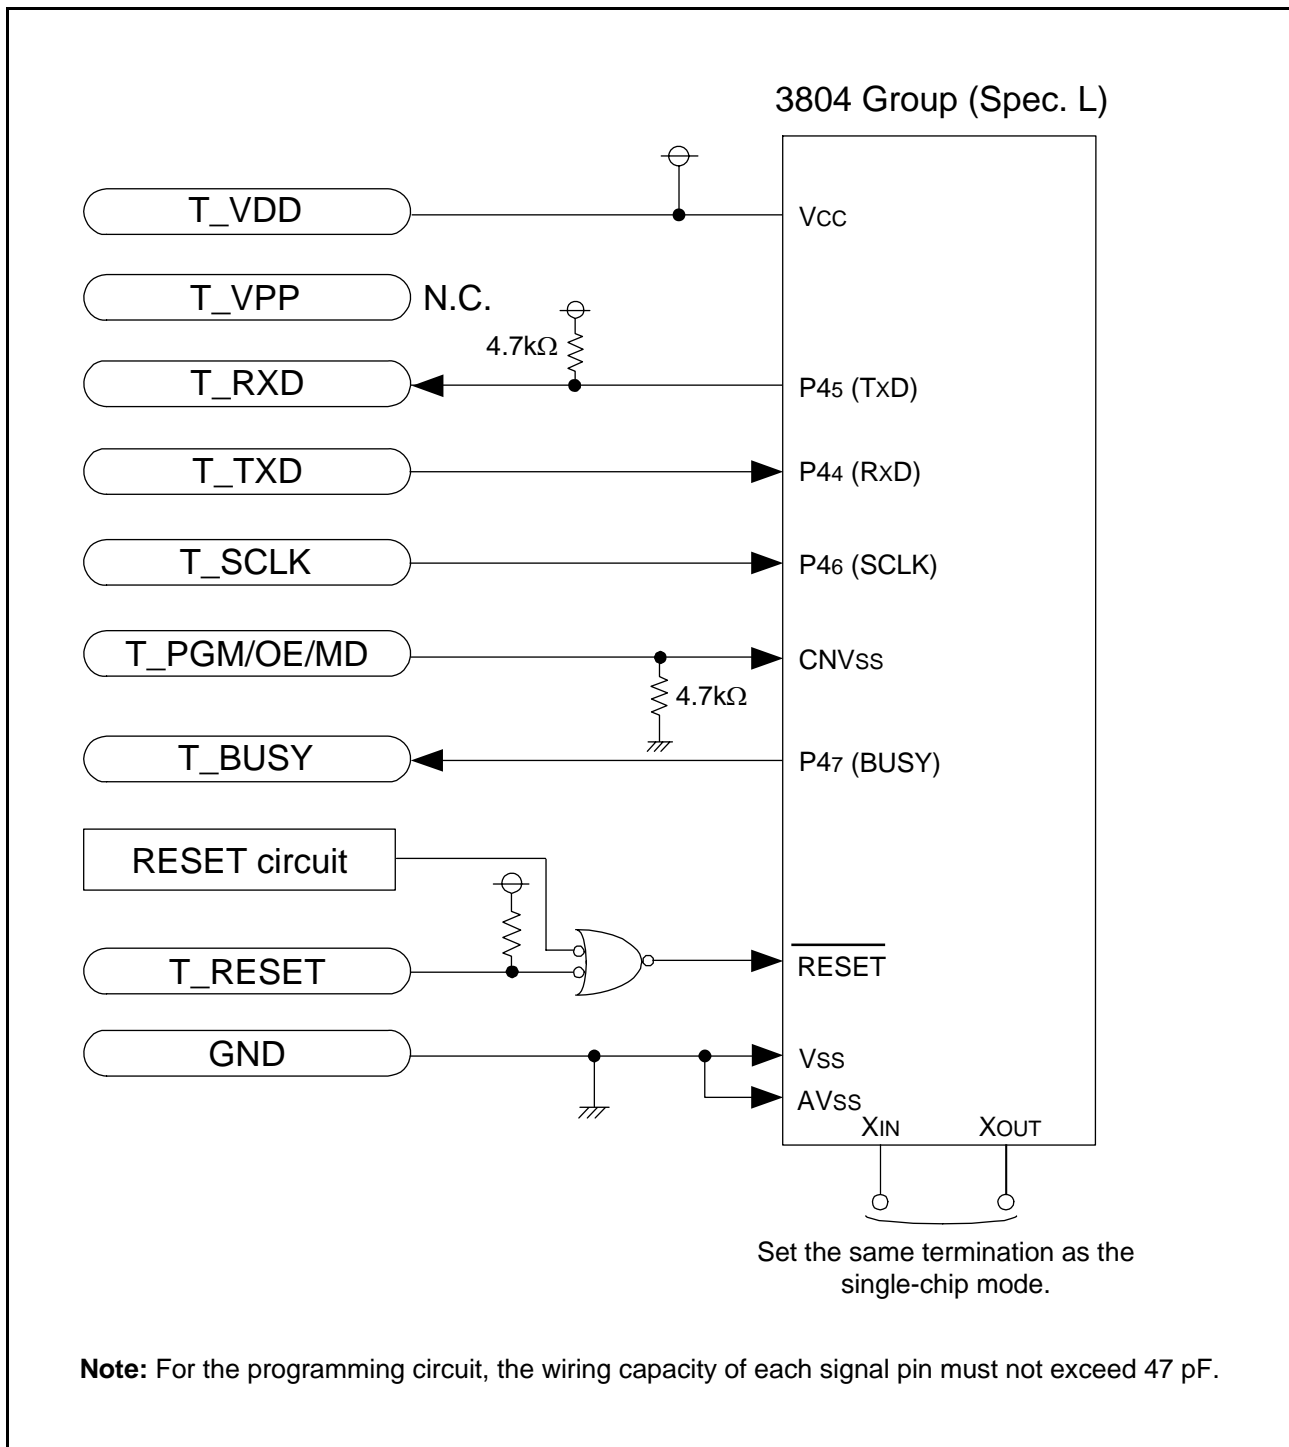 3804 Group (Spec. L)
T_VDD
VCC
T_VPP
N.C.
4.7kΩ
T_RXD
P45 (TXD)
T_TXD
P44 (RXD)
T_SCLK
P46 (SCLK)
T_PGM/OE/MD
CNVSS
4.7kΩ
T_BUSY
P47 (BUSY)
RESET circuit
T_RESET
RESET
GND
VSS
AVSS
XIN XOUT
Set the same termination as the
single-chip mode.
Note: For the programming circuit, the wiring capacity of each signal pin must not exceed 47 pF.